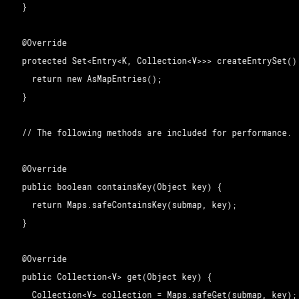 }
@Override
protected Set<Entry<K, Collection<V>>> createEntrySet()
return new AsMapEntries();
}
// The following methods are included for performance.
@Override
public boolean containsKey(Object key) {
return Maps.safeContainsKey(submap, key);
}
@Override
public Collection<V> get(Object key) {
Collection<V> collection = Maps.safeGet(submap, key);